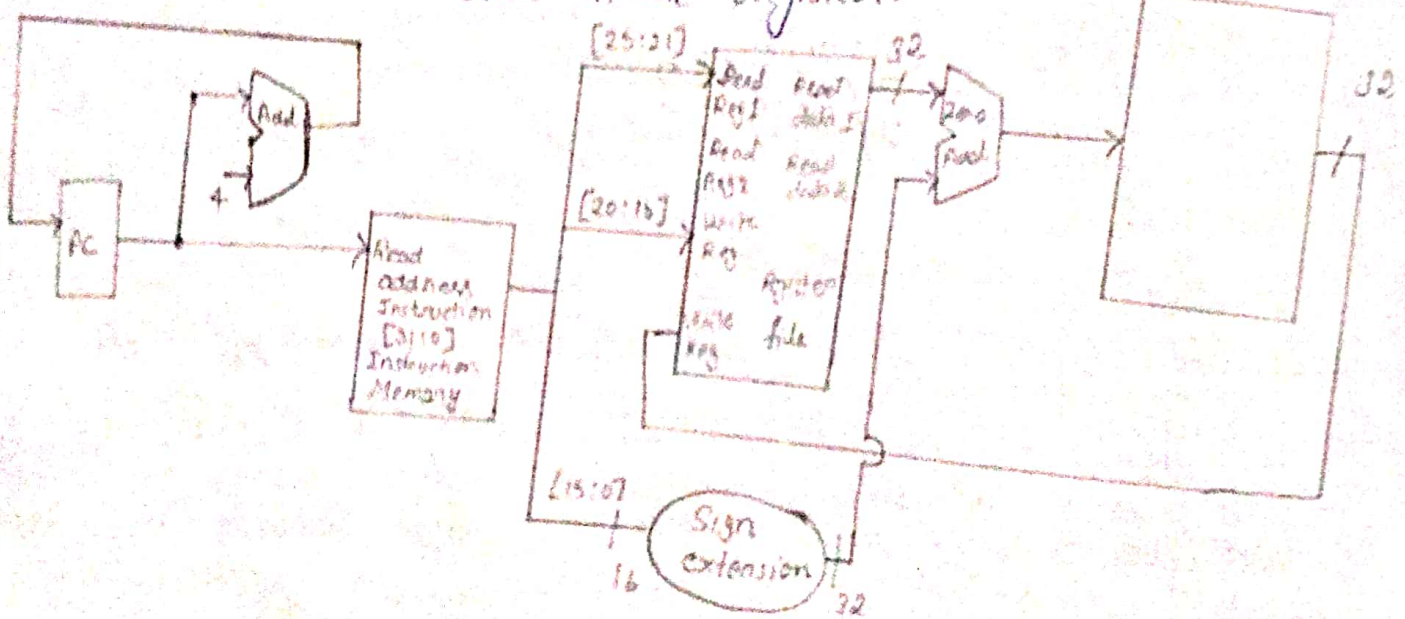 [25:21]
32
32
Add
4
PC
Read
address
Instruction
[31:0]
Instruction
Memory
[20:16]
Read
Reg1
Read
data 1
Read
Reg2
Read
data 2
Write
Reg
Register
file
Write
Reg
Zero
Add
[15:0]
16
Sign
extension
32